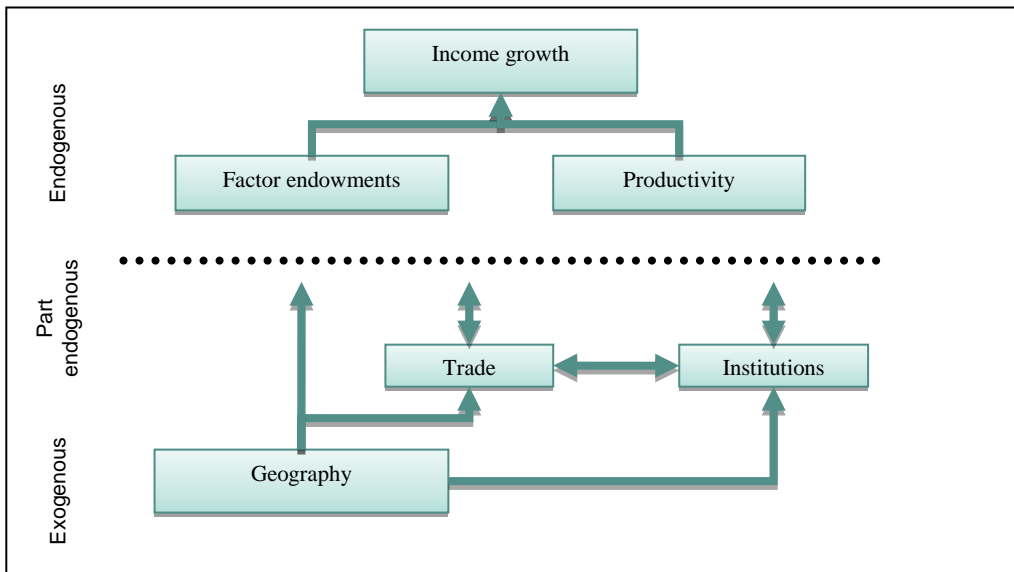 Income growth
Endogenous
Factor endowments
Productivity
Part
endogenous
Trade
Institutions
Geography
Exogenous